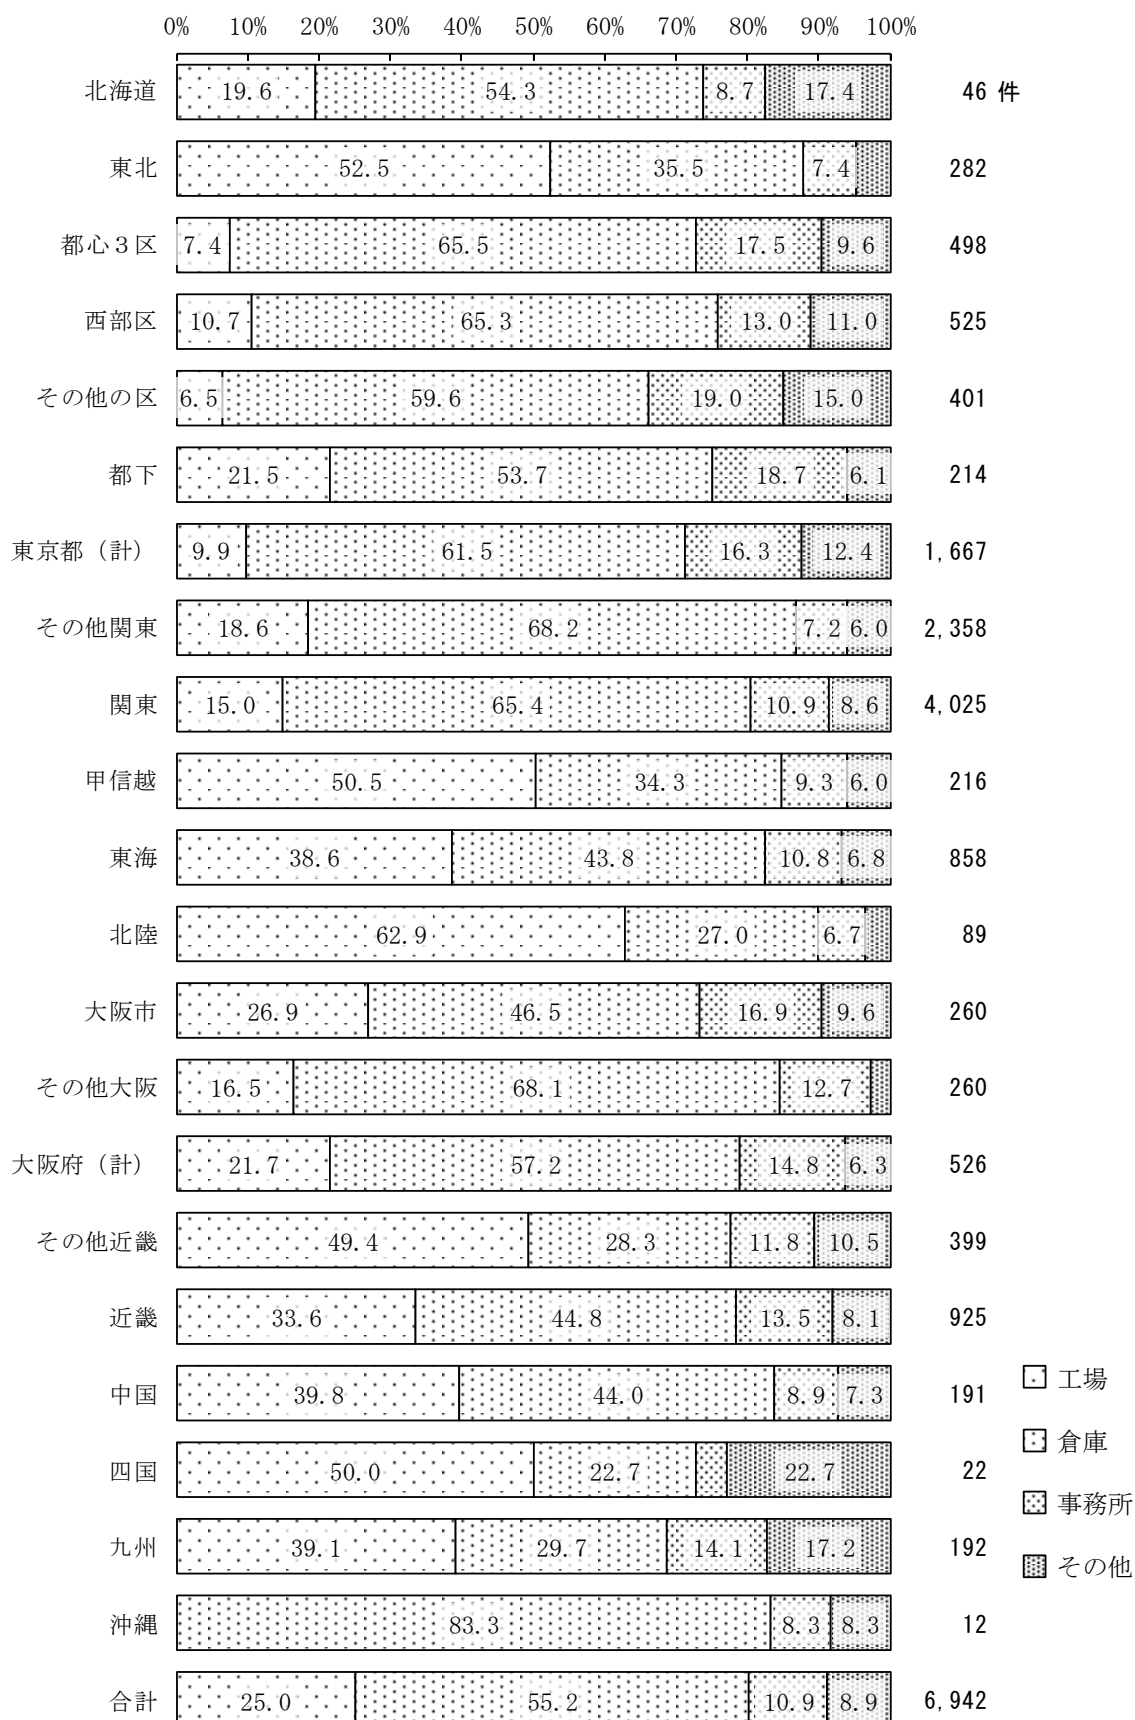 0% 10% 20% 30% 40% 50% 60% 70% 80% 90% 100%
北海道 19.6 54.3 8.7 17.4 46 件
東北 52.5 35.5 7.4 282
都心３区 7.4 65.5 17.5 9.6 498
西部区 10.7 65.3 13.0 11.0 525
その他の区 6.5 59.6 19.0 15.0 401
都下 21.5 53.7 18.7 6.1 214
東京都（計） 9.9 61.5 16.3 12.4 1,667
その他関東 18.6 68.2 7.2 6.0 2,358
関東 15.0 65.4 10.9 8.6 4,025
甲信越 50.5 34.3 9.3 6.0 216
東海 38.6 43.8 10.8 6.8 858
北陸 62.9 27.0 6.7 89
大阪市 26.9 46.5 16.9 9.6 260
その他大阪 16.5 68.1 12.7 260
大阪府（計） 21.7 57.2 14.8 6.3 526
その他近畿 49.4 28.3 11.8 10.5 399
近畿 33.6 44.8 13.5 8.1 925
中国 39.8 44.0 8.9 7.3 191
四国 50.0 22.7 22.7 22
九州 39.1 29.7 14.1 17.2 192
沖縄 83.3 8.3 8.3 12
合計 25.0 55.2 10.9 8.9 6,942
工場
倉庫
事務所
その他